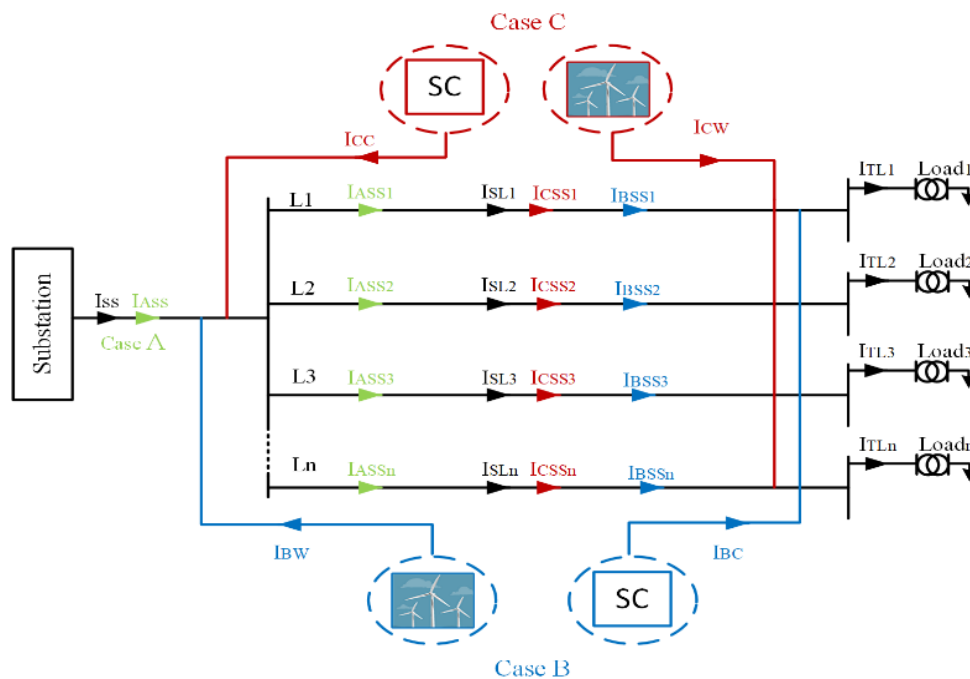 Case C
SC
ICC
ICW
L1 IASS1 ISL1 ICSS1 IBSS1 ITL1 Load1
L2 IASS2 ISL2 ICSS2 IBSS2 ITL2 Load2
Substation
ISS IASS
Case A
L3 IASS3 ISL3 ICSS3 IBSS3 ITL3 Load3
Ln IASSn ISLn ICSSn IBSSn ITLn Loadn
IBW
IBC
SC
Case B